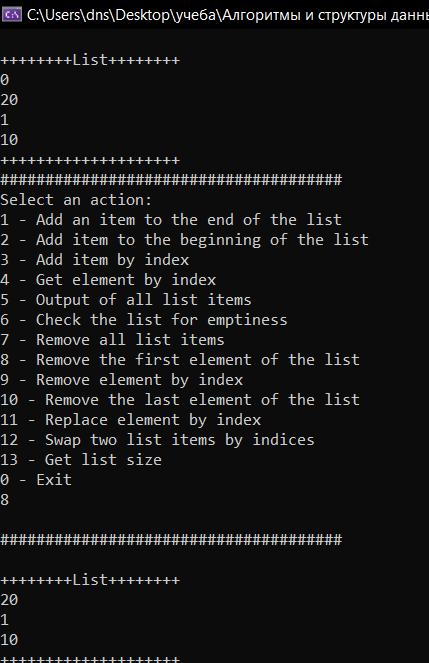 C:\Users\dns\Desktop\учеба\Алгоритмы и структуры
++++++++List++++++++
0
20
1
10
++++++++++++++++++++
######################################
Select an action:
1 - Add an item to the end of the list
2 - Add item to the beginning of the list
3 - Add item by index
4 - Get element by index
5 - Output of all list items
6 - Check the list for emptiness
7 - Remove all list items
8 - Remove the first element of the list
9 - Remove element by index
10 - Remove the last element of the list
11 - Replace element by index
12 - Swap two list items by indices
13 - Get list size
0 - Exit
8
######################################
++++++++List++++++++
20
1
10
++++++++++++++++++++